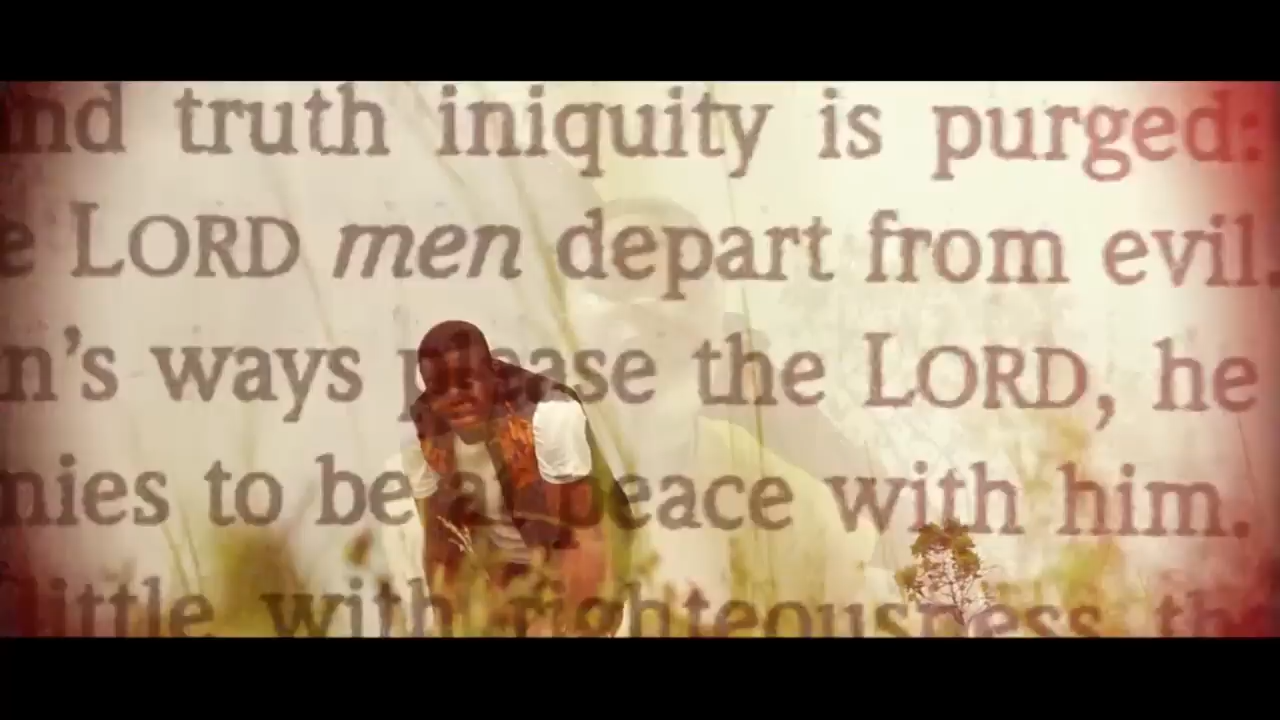 nd truth iniquity is purged:
e LORD men depart from evil.
n's ways please the LORD, he
mies to be at peace with him.
little with righteousness th